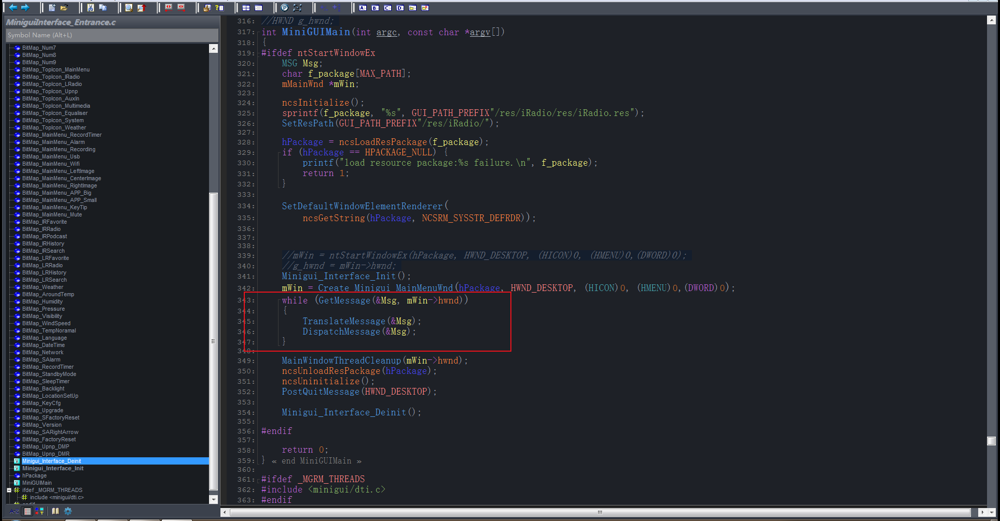 MiniguiInterface_Entrance.c
Symbol Name (Alt+L)
BitMap_Num7
BitMap_Num8
BitMap_Num9
BitMap_TopIcon_MainMenu
BitMap_TopIcon_IRadio
BitMap_TopIcon_LRadio
BitMap_TopIcon_Upnp
BitMap_TopIcon_AuxIn
BitMap_TopIcon_Multimedia
BitMap_TopIcon_Equaliser
BitMap_TopIcon_System
BitMap_TopIcon_Weather
BitMap_MainMenu_RecordTimer
BitMap_MainMenu_Alarm
BitMap_MainMenu_Recording
BitMap_MainMenu_Usb
BitMap_MainMenu_Wifi
BitMap_MainMenu_LeftImage
BitMap_MainMenu_CenterImage
BitMap_MainMenu_RightImage
BitMap_MainMenu_APP_Big
BitMap_MainMenu_APP_Small
BitMap_MainMenu_KeyTip
BitMap_MainMenu_Mute
BitMap_IRFavorite
BitMap_IRRadio
BitMap_IRPodcast
BitMap_IRHistory
BitMap_IRSearch
BitMap_LRFavorite
BitMap_LRRadio
BitMap_LRHistory
BitMap_LRSearch
BitMap_Weather
BitMap_AroundTemp
BitMap_Humidity
BitMap_Pressure
BitMap_Visibility
BitMap_WindSpeed
BitMap_TempNoramal
BitMap_Language
BitMap_DateTime
BitMap_Network
BitMap_SAlarm
BitMap_RecordTimer
BitMap_StandbyMode
BitMap_SleepTimer
BitMap_Backlight
BitMap_LocationSetUp
BitMap_KeyCfg
BitMap_Upgrade
BitMap_SFactoryReset
BitMap_Version
BitMap_SARightArrow
BitMap_FactoryReset
BitMap_Upnp_DMP
BitMap_Upnp_DMR
Minigui_Interface_Deinit
Minigui_Interface_Init
hPackage
MiniGUIMain
ifdef _MGRM_THREADS
include <minigui/dti.c>
A-Z
316: //HWND g_hwnd;
317: int MiniGUIMain(int argc, const char *argv[])
318: {
319: #ifdef ntStartWindowEx
320: MSG Msg;
321: char f_package[MAX_PATH];
322: mMainWnd *mWin;
323:
324: ncsInitialize();
325: sprintf(f_package, "%s", GUI_PATH_PREFIX"/res/iRadio/res/iRadio.res");
326: SetResPath(GUI_PATH_PREFIX"/res/iRadio/");
327:
328: hPackage = ncsLoadResPackage(f_package);
329: if (hPackage == HPACKAGE_NULL) {
330: printf("load resource package:%s failure.\n", f_package);
331: return 1;
332: }
333:
334: SetDefaultWindowElementRenderer(
335: ncsGetString(hPackage, NCSRM_SYSSTR_DEFRDR));
336:
337:
338:
339: //mWin = ntStartWindowEx(hPackage, HWND_DESKTOP, (HICON)0, (HMENU)0,(DWORD)0);
340: //g_hwnd = mWin->hwnd;
341: Minigui_Interface_Init();
342: mWin = Create_Minigui_MainMenuWnd(hPackage, HWND_DESKTOP, (HICON)0, (HMENU)0,(DWORD)0);
343: while (GetMessage(&Msg, mWin->hwnd))
344: {
345: TranslateMessage(&Msg);
346: DispatchMessage(&Msg);
347: }
348:
349: MainWindowThreadCleanup(mWin->hwnd);
350: ncsUnloadResPackage(hPackage);
351: ncsUninitialize();
352: PostQuitMessage(HWND_DESKTOP);
353:
354: Minigui_Interface_Deinit();
355:
356: #endif
357:
358: return 0;
359: } « end MiniGUIMain »
360:
361: #ifdef _MGRM_THREADS
362: #include <minigui/dti.c>
363: #endif